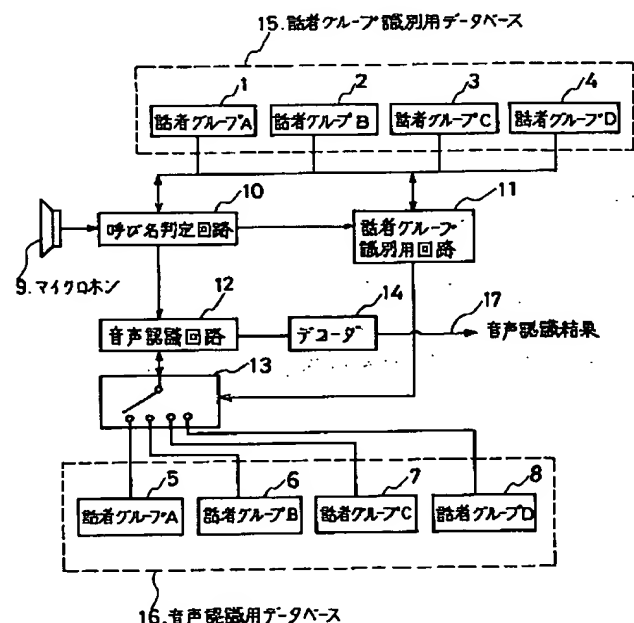 15.話者グループ識別用データベース
1
2
3
4
話者グループA
話者グループB
話者グループC
話者グループD
10
11
呼び名判定回路
話者グループ
識別用回路
9.マイクロホン
12
14
17
音声認識回路
デコーダ
音声認識結果
13
5
6
7
8
話者グループA
話者グループB
話者グループC
話者グループD
16.音声認識用データベース